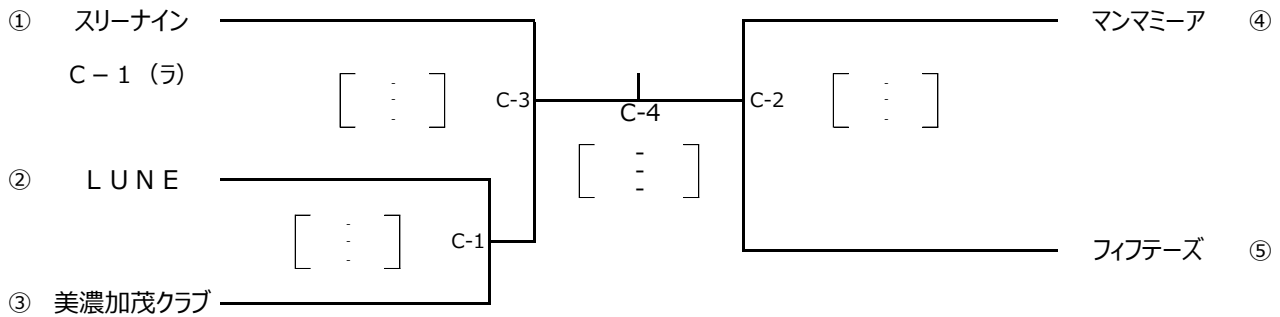 ① スリーナイン マンマミーア ④
C－1（ラ）
C-3 C-4 C-2
② ＬＵＮＥ
C-1
フィフテーズ ⑤
③ 美濃加茂クラブ